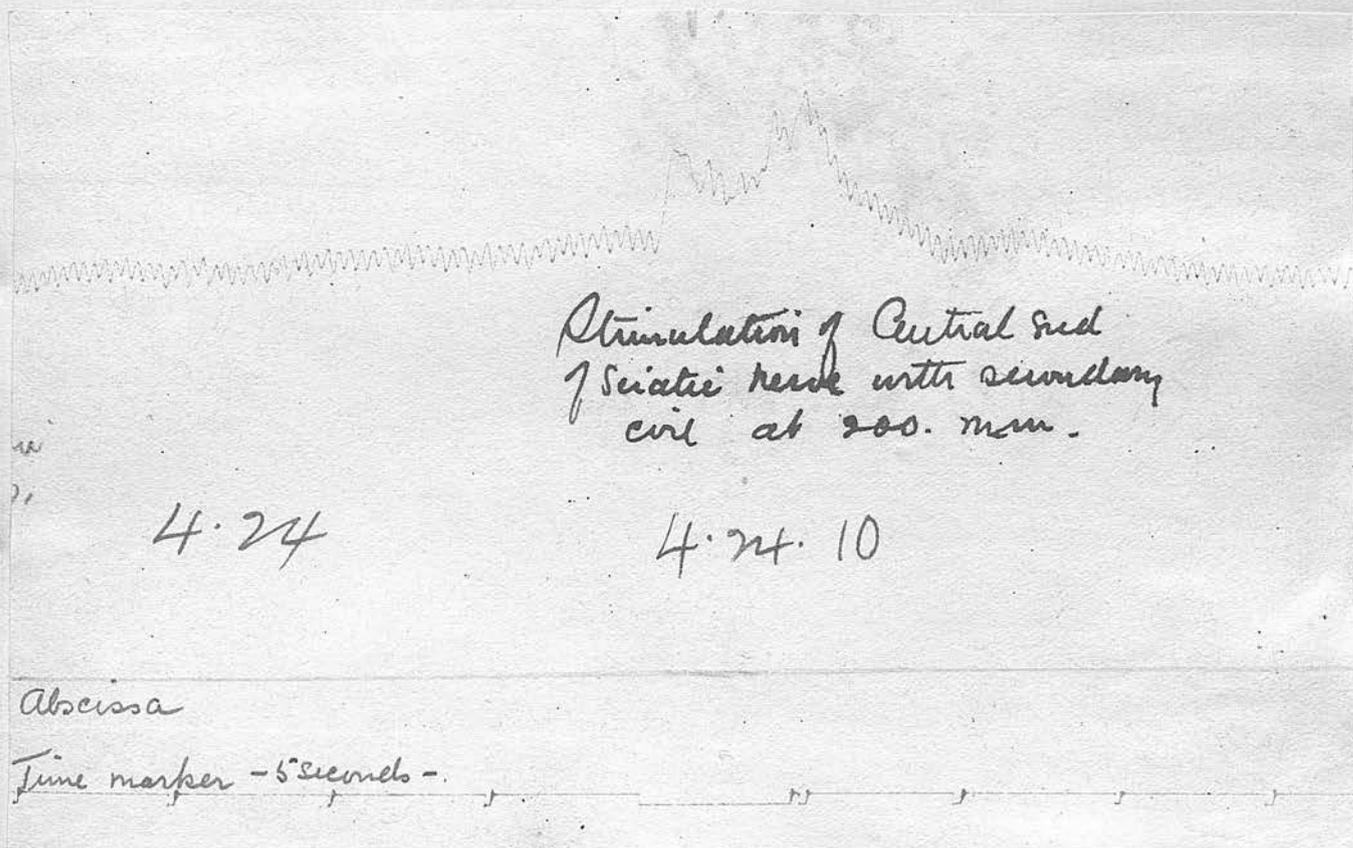 Stimulation of Central end
of Sciatic nerve with secondary
coil at 200. mm.
4.24
4.24.10
Abscissa
Time marker -5 seconds-.